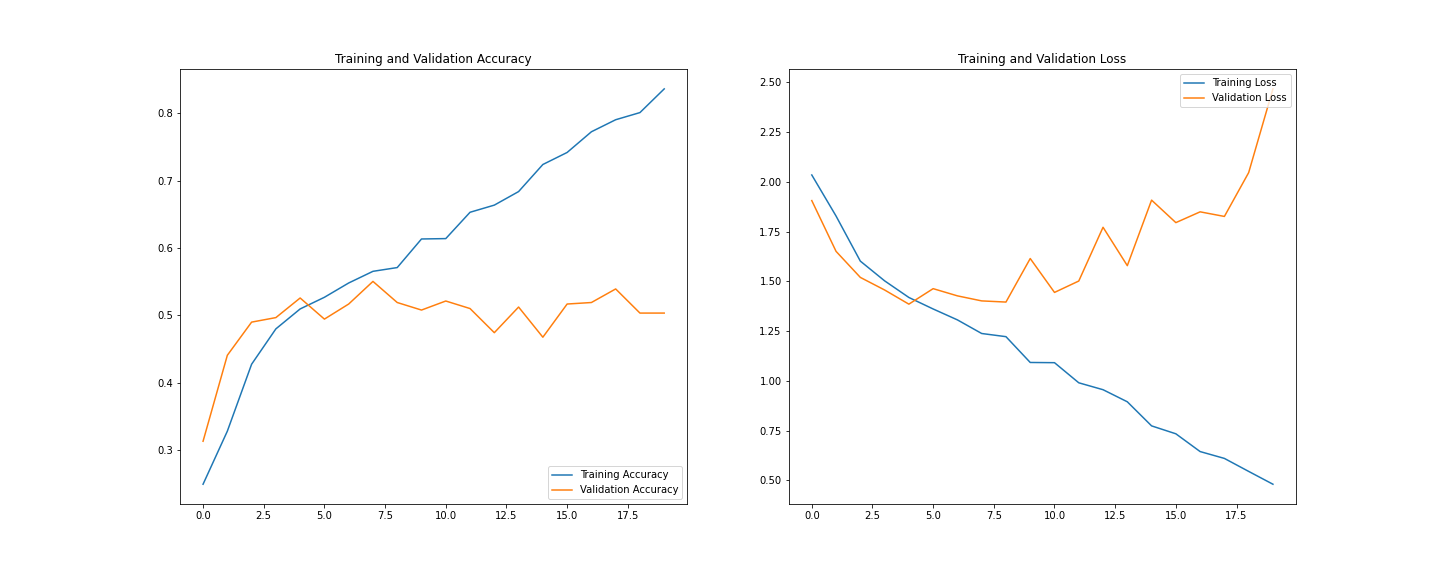 Training and Validation Accuracy
0.8
0.7
0.6
0.5
0.4
0.3
Training Accuracy
Validation Accuracy
0.0 2.5 5.0 7.5 10.0 12.5 15.0 17.5
Training and Validation Loss
2.50
2.25
2.00
1.75
1.50
1.25
1.00
0.75
0.50
Training Loss
Validation Loss
0.0 2.5 5.0 7.5 10.0 12.5 15.0 17.5